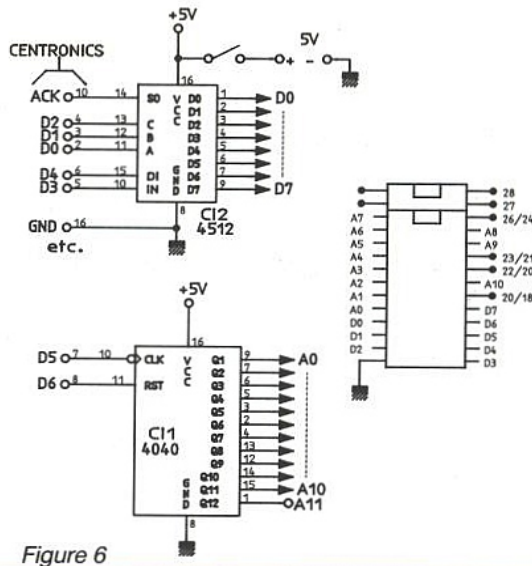 +5V
CENTRONICS
5V
+ -
16
ACK 10 14 S0 V D0 1 D0
C D1 2
D2 4 13 C C D2 3
D1 3 12 B D3 4
D0 2 11 A D4 5
D5 6
D4 6 15 DI G D6 7
D3 5 10 IN N D7 9 D7
D
8
GND 16
etc.
CI2
4512
28
27
A7 26/24
A6 A8
A5 A9
A4 23/21
A3 22/20
A2 A10
A1 20/18
A0 D7
D0 D6
D1 D5
D2 D4
D3
+5V
16
D5 7 10 CLK V Q1 9 A0
C Q2 7
D6 8 11 RST C Q3 6
Q4 5
Q5 3
CI1 Q6 2
4040 Q7 4
Q8 13
Q9 12
G Q10 14
N Q11 15 A10
D Q12 1 A11
8
Figure 6